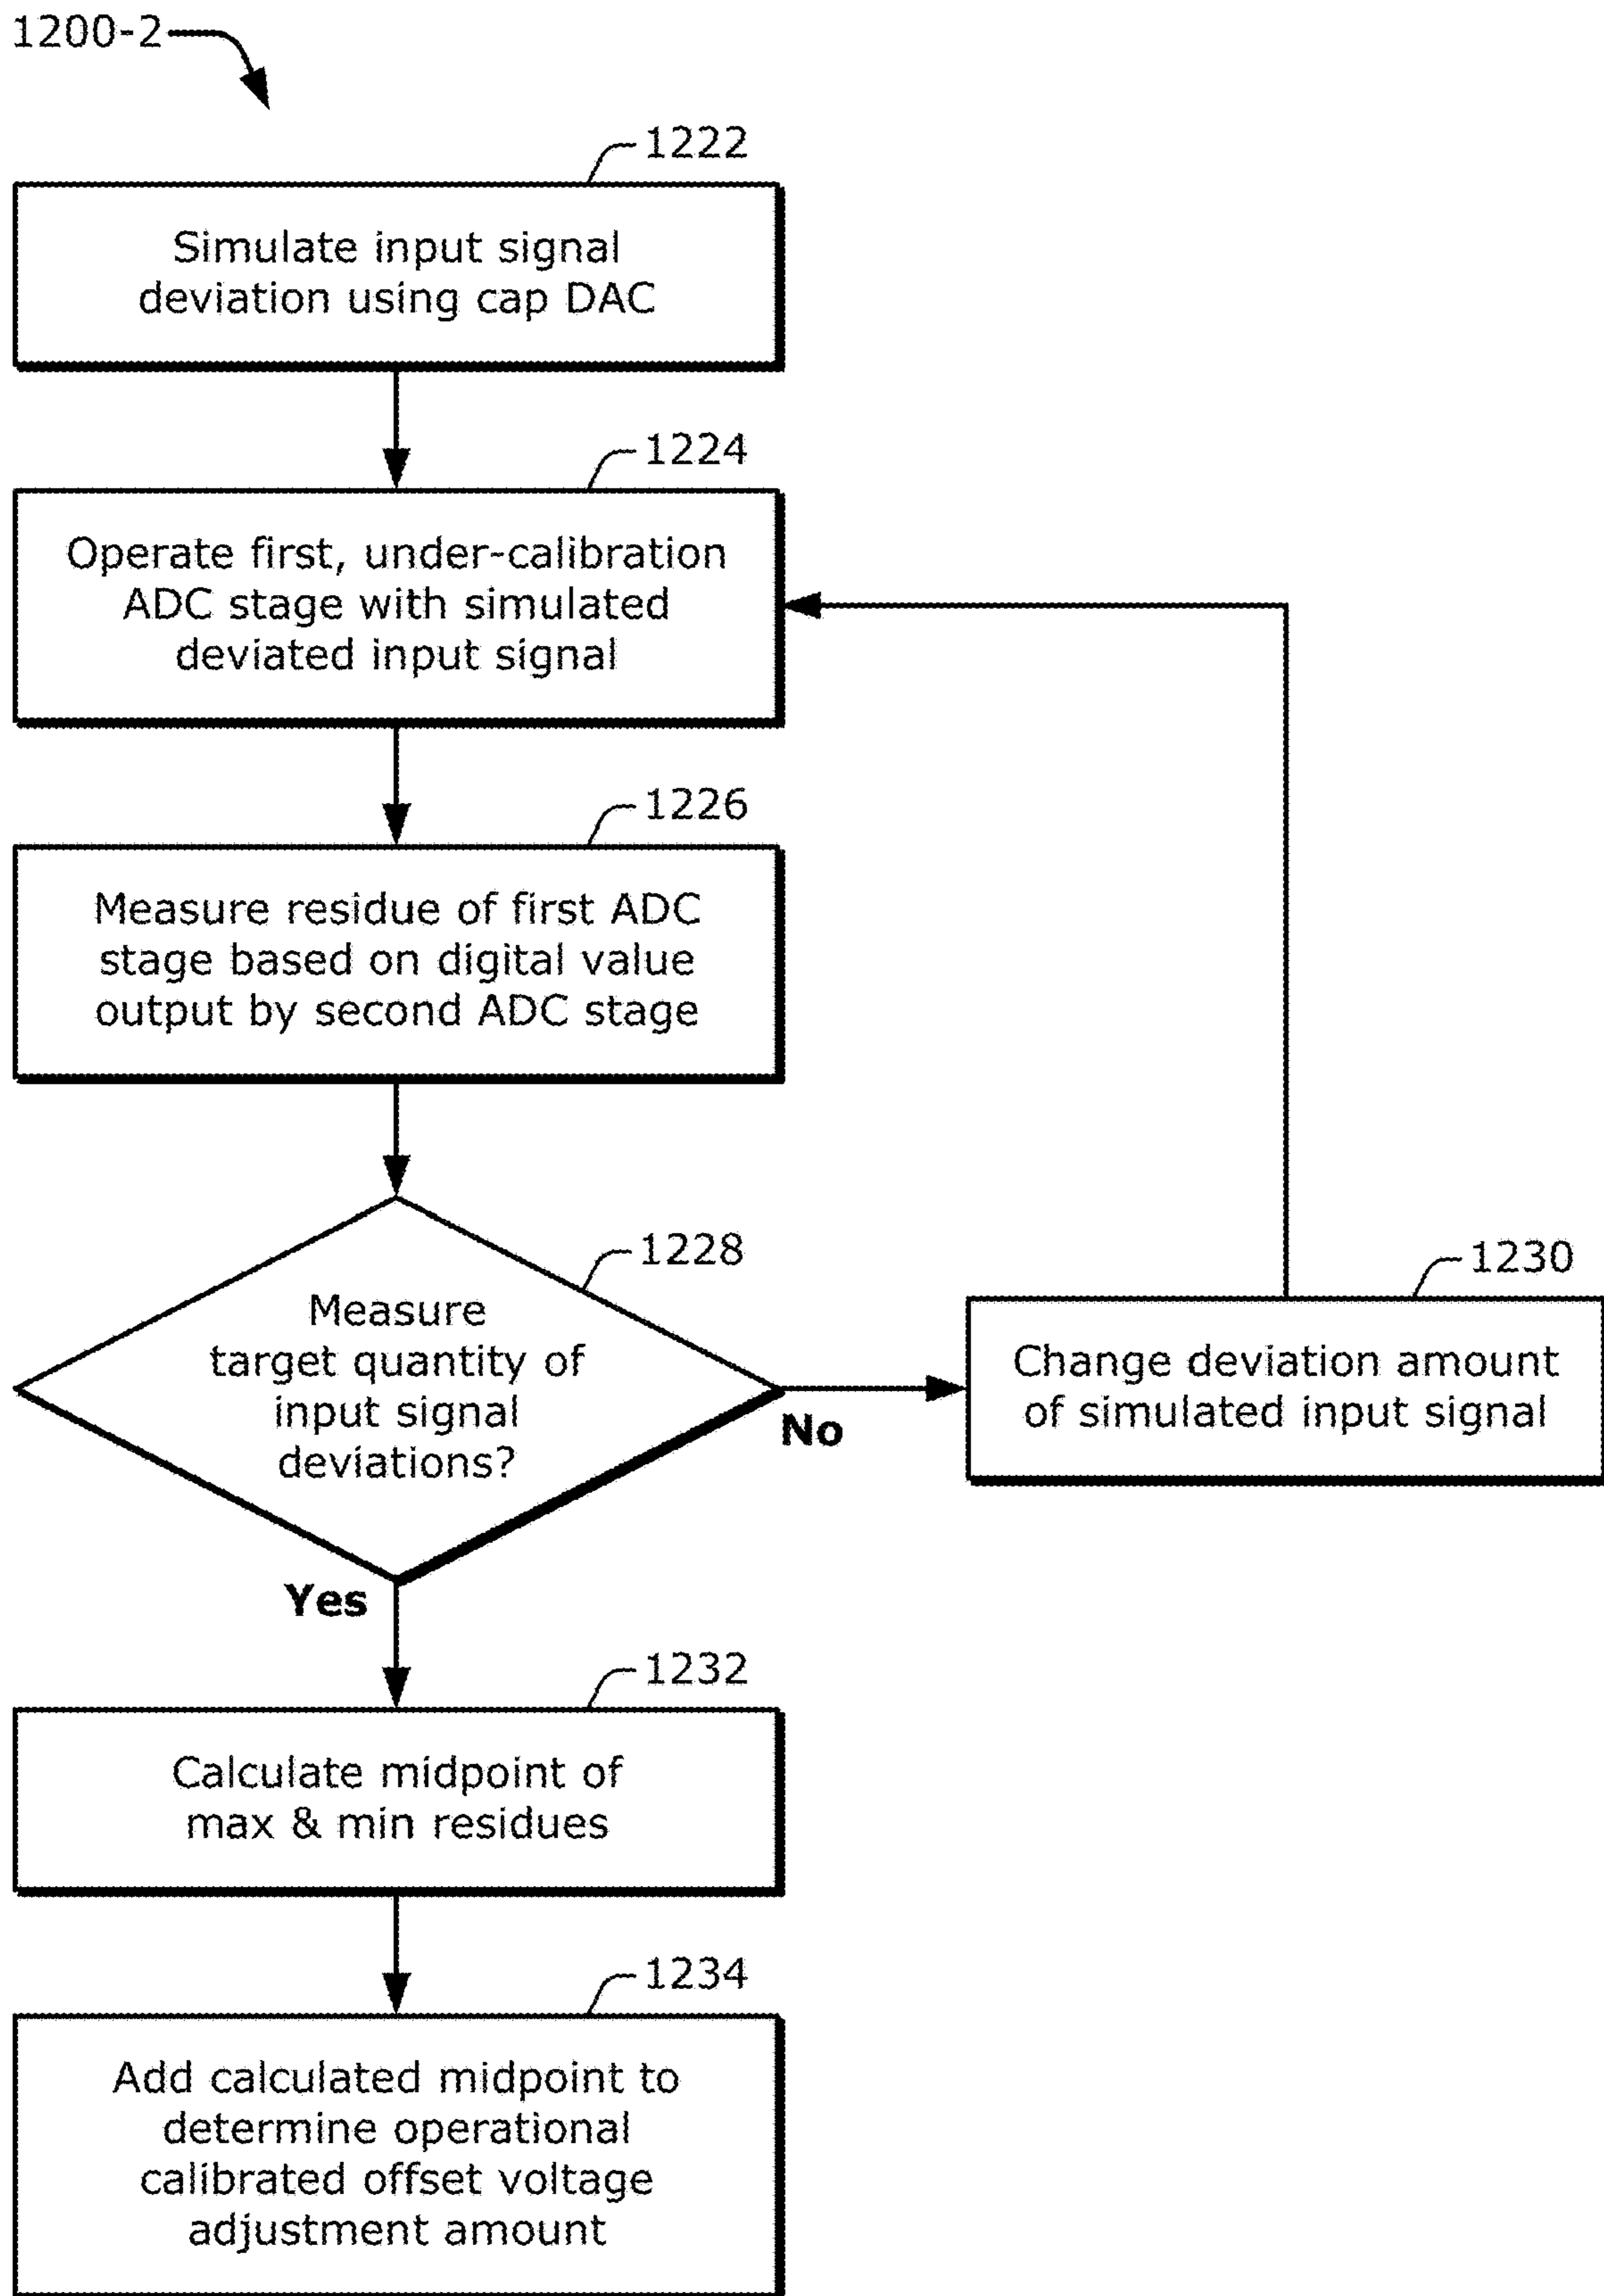 1200-2
1222
Simulate input signal
deviation using cap DAC
1224
Operate first, under-calibration
ADC stage with simulated
deviated input signal
1226
Measure residue of first ADC
stage based on digital value
output by second ADC stage
1228
Measure
target quantity of
input signal
deviations?
No
1230
Change deviation amount
of simulated input signal
Yes
1232
Calculate midpoint of
max & min residues
1234
Add calculated midpoint to
determine operational
calibrated offset voltage
adjustment amount